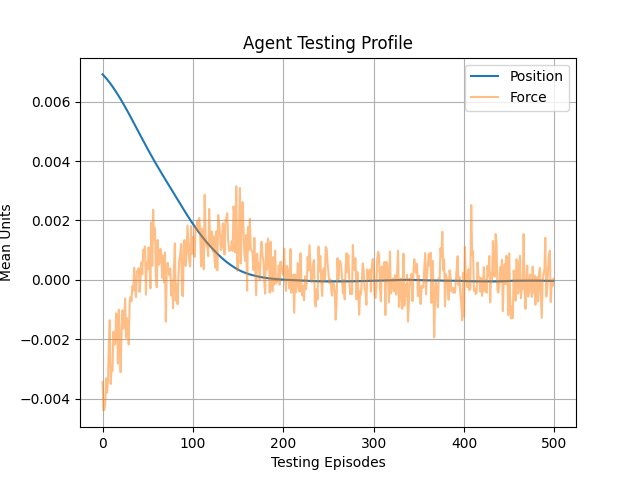 Agent Testing Profile
Position
Force
0.006
0.004
0.002
0.000
−0.002
−0.004
Mean Units
0
100
200
300
400
500
Testing Episodes